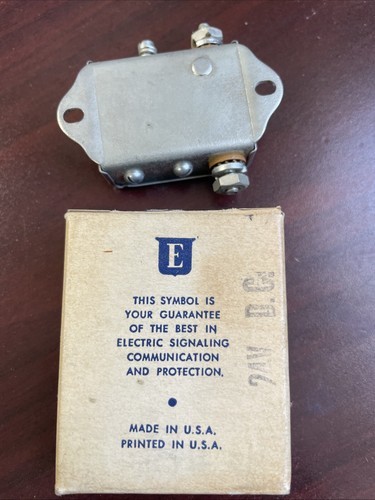 E
THIS SYMBOL IS
YOUR GUARANTEE
OF THE BEST IN
ELECTRIC SIGNALING
COMMUNICATION
AND PROTECTION.
MADE IN U.S.A.
PRINTED IN U.S.A.
24V D.C.